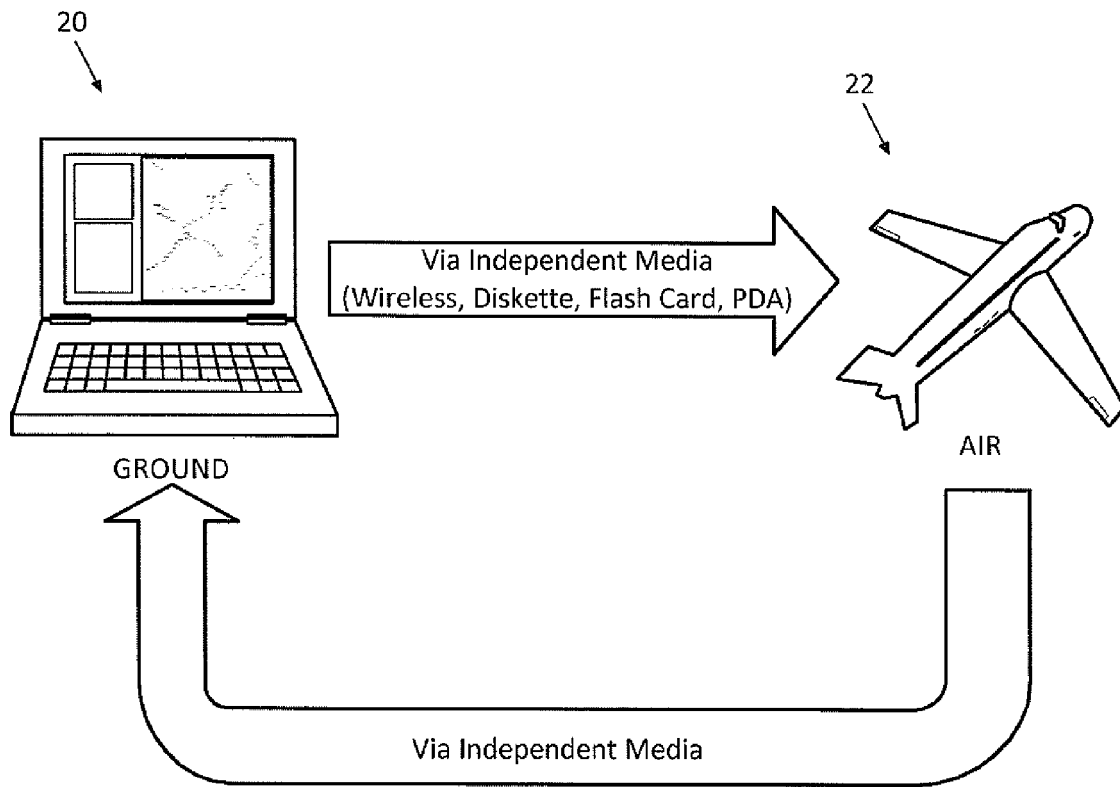 20
22
Via Independent Media
(Wireless, Diskette, Flash Card, PDA)
GROUND
AIR
Via Independent Media